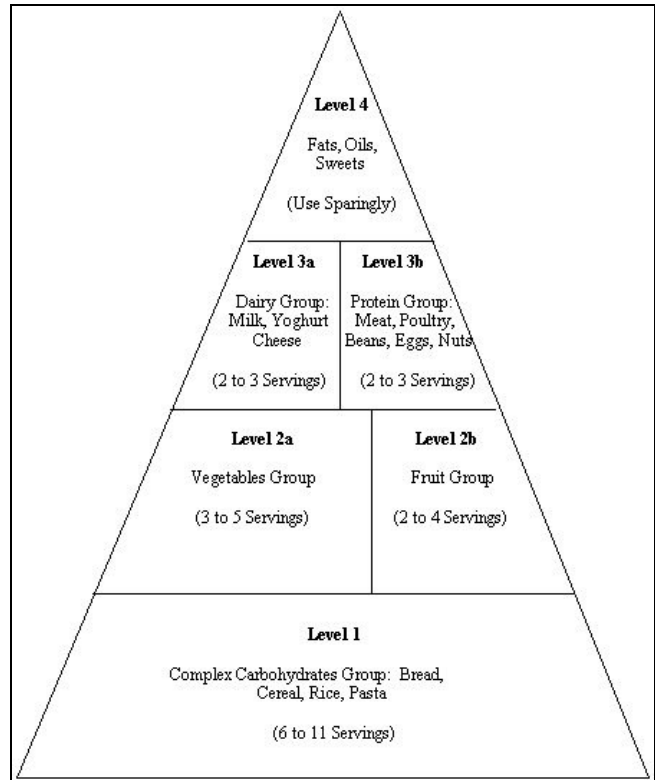 Level 4
Fats, Oils,
Sweets
(Use Sparingly)
Level 3a
Dairy Group:
Milk, Yoghurt
Cheese
(2 to 3 Servings)
Level 3b
Protein Group:
Meat, Poultry,
Beans, Eggs, Nuts
(2 to 3 Servings)
Level 2a
Vegetables Group
(3 to 5 Servings)
Level 2b
Fruit Group
(2 to 4 Servings)
Level 1
Complex Carbohydrates Group: Bread,
Cereal, Rice, Pasta
(6 to 11 Servings)